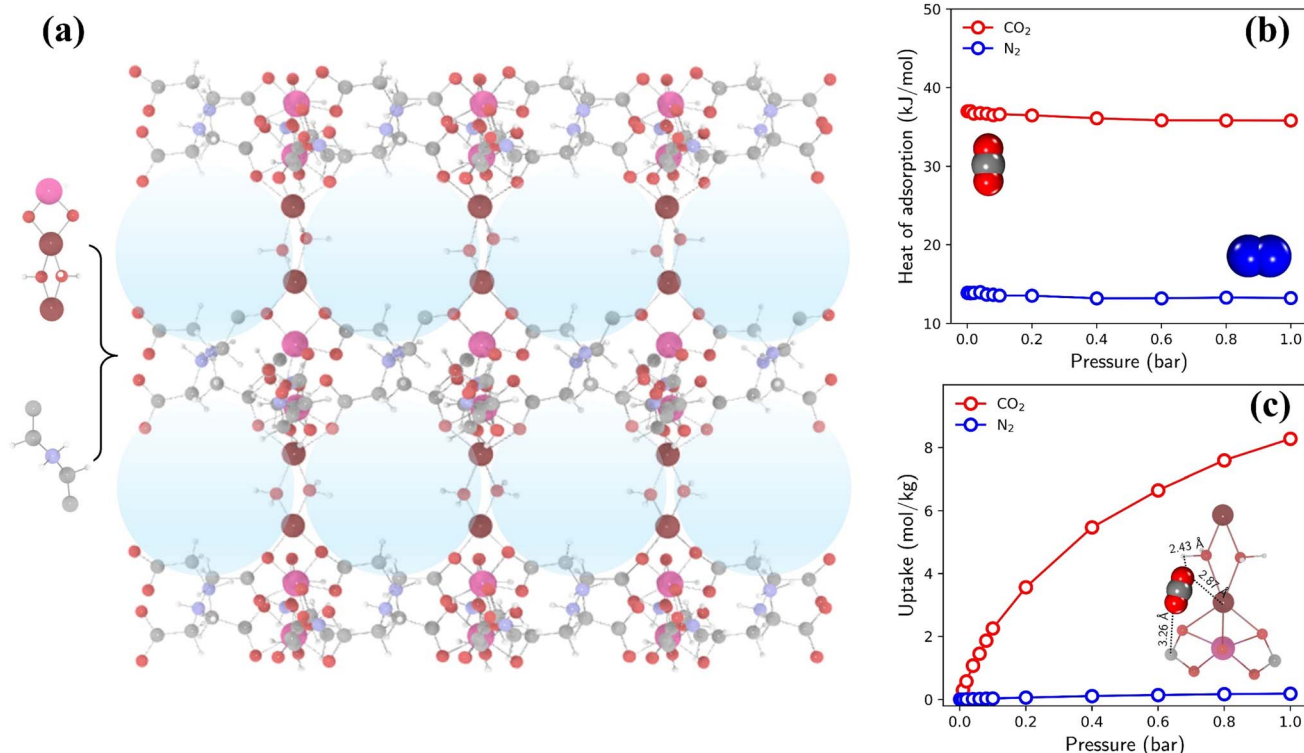 (a)
(b)
CO₂
N₂
Heat of adsorption (kJ/mol)
50
40
30
20
10
0.0 0.2 0.4 0.6 0.8 1.0
Pressure (bar)
(c)
CO₂
N₂
Uptake (mol/kg)
8
6
4
2
0
2.43 Å
2.87 Å
3.26 Å
0.0 0.2 0.4 0.6 0.8 1.0
Pressure (bar)